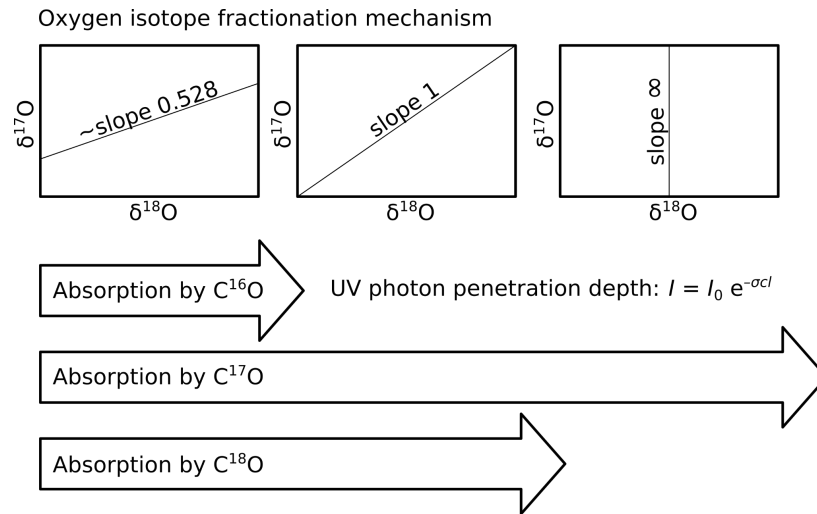 Oxygen isotope fractionation mechanism
δ¹⁷O
~slope 0.528
δ¹⁸O
δ¹⁷O
slope 1
δ¹⁸O
δ¹⁷O
slope ∞
δ¹⁸O
Absorption by C¹⁶O
UV photon penetration depth: I = I₀ e⁻σcl
Absorption by C¹⁷O
Absorption by C¹⁸O